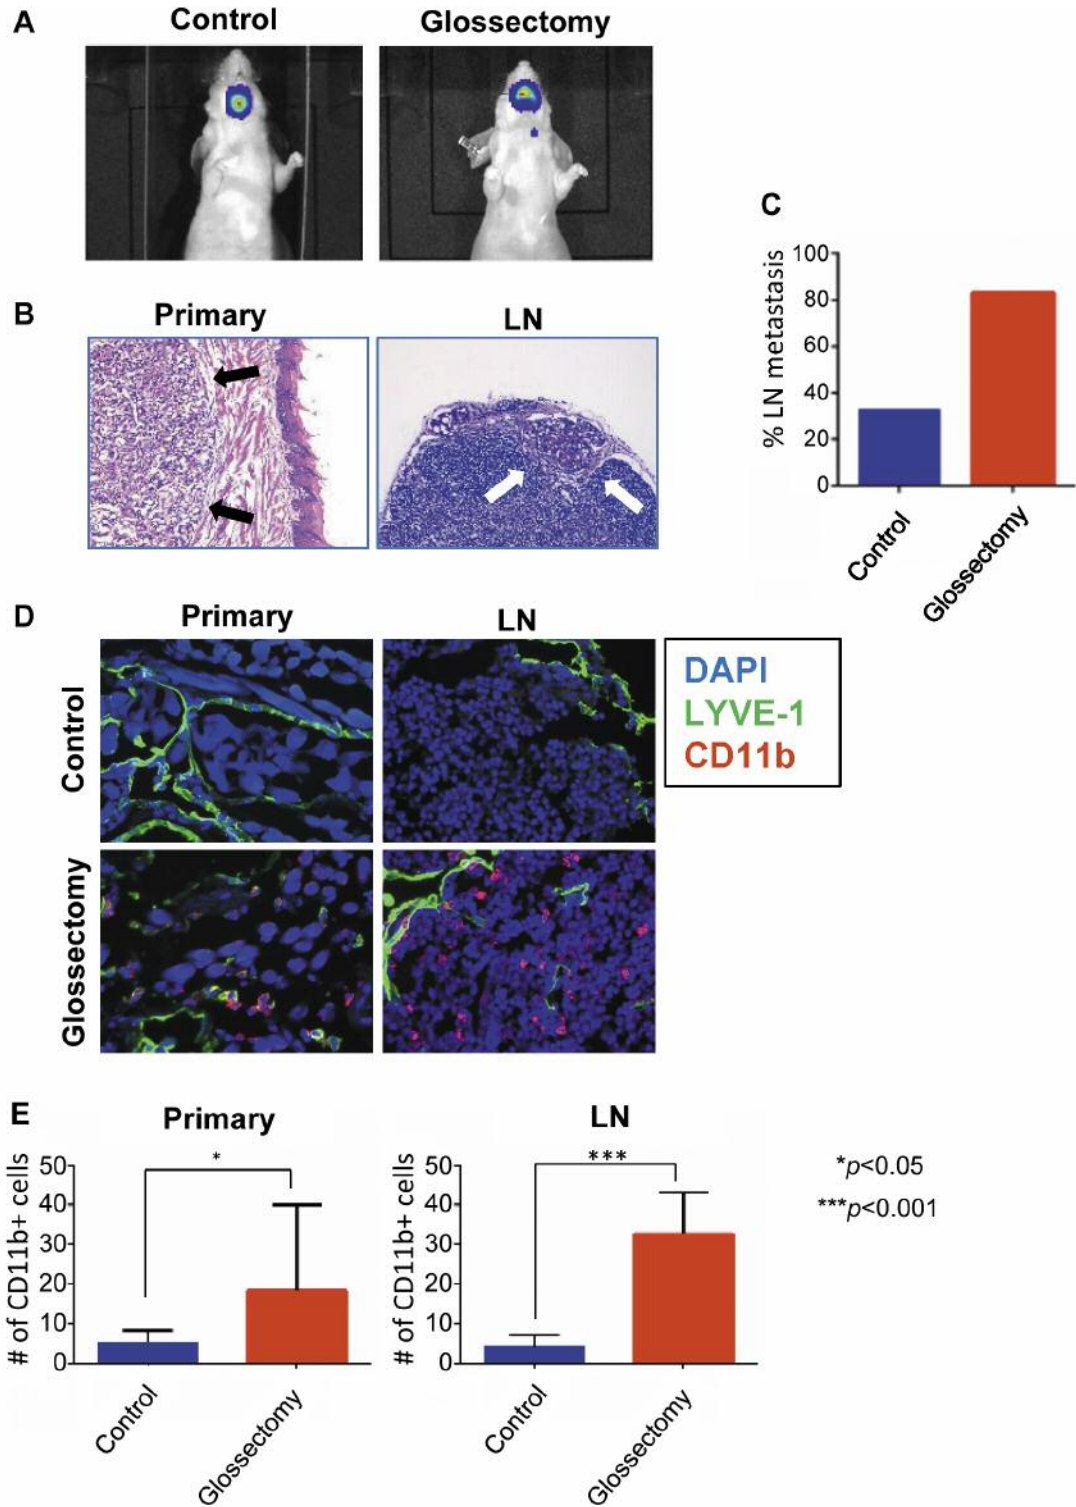 A
Control
Glossectomy
B
Primary
LN
C
% LN metastasis
100
80
60
40
20
0
Control
Glossectomy
D
Primary
LN
Control
Glossectomy
DAPI
LYVE-1
CD11b
E
Primary
# of CD11b+ cells
50
40
30
20
10
0
*
Control
Glossectomy
LN
# of CD11b+ cells
50
40
30
20
10
0
***
Control
Glossectomy
*p<0.05
***p<0.001